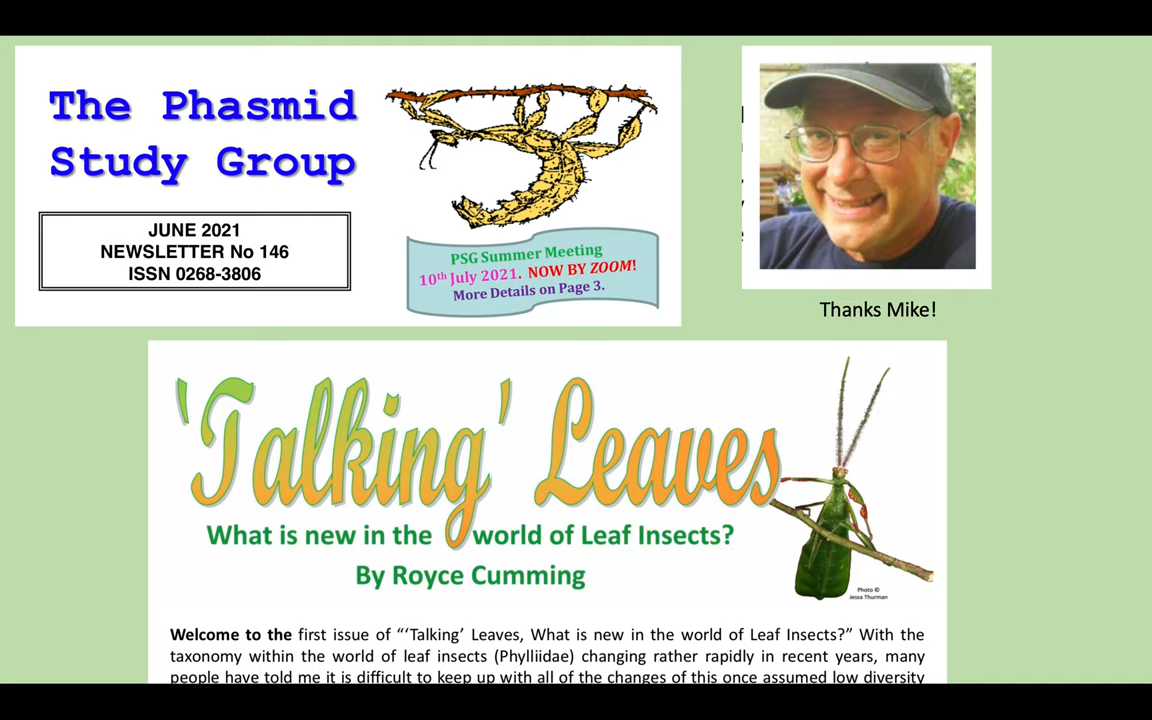 The Phasmid
Study Group
JUNE 2021
NEWSLETTER No 146
ISSN 0268-3806
PSG Summer Meeting
10th July 2021. NOW BY ZOOM!
More Details on Page 3.
Thanks Mike!
'Talking' Leaves
What is new in the world of Leaf Insects?
By Royce Cumming
Photo ©
Jessa Thurman
Welcome to the first issue of “‘Talking’ Leaves, What is new in the world of Leaf Insects?” With the
taxonomy within the world of leaf insects (Phylliidae) changing rather rapidly in recent years, many
people have told me it is difficult to keep up with all of the changes of this once assumed low diversity